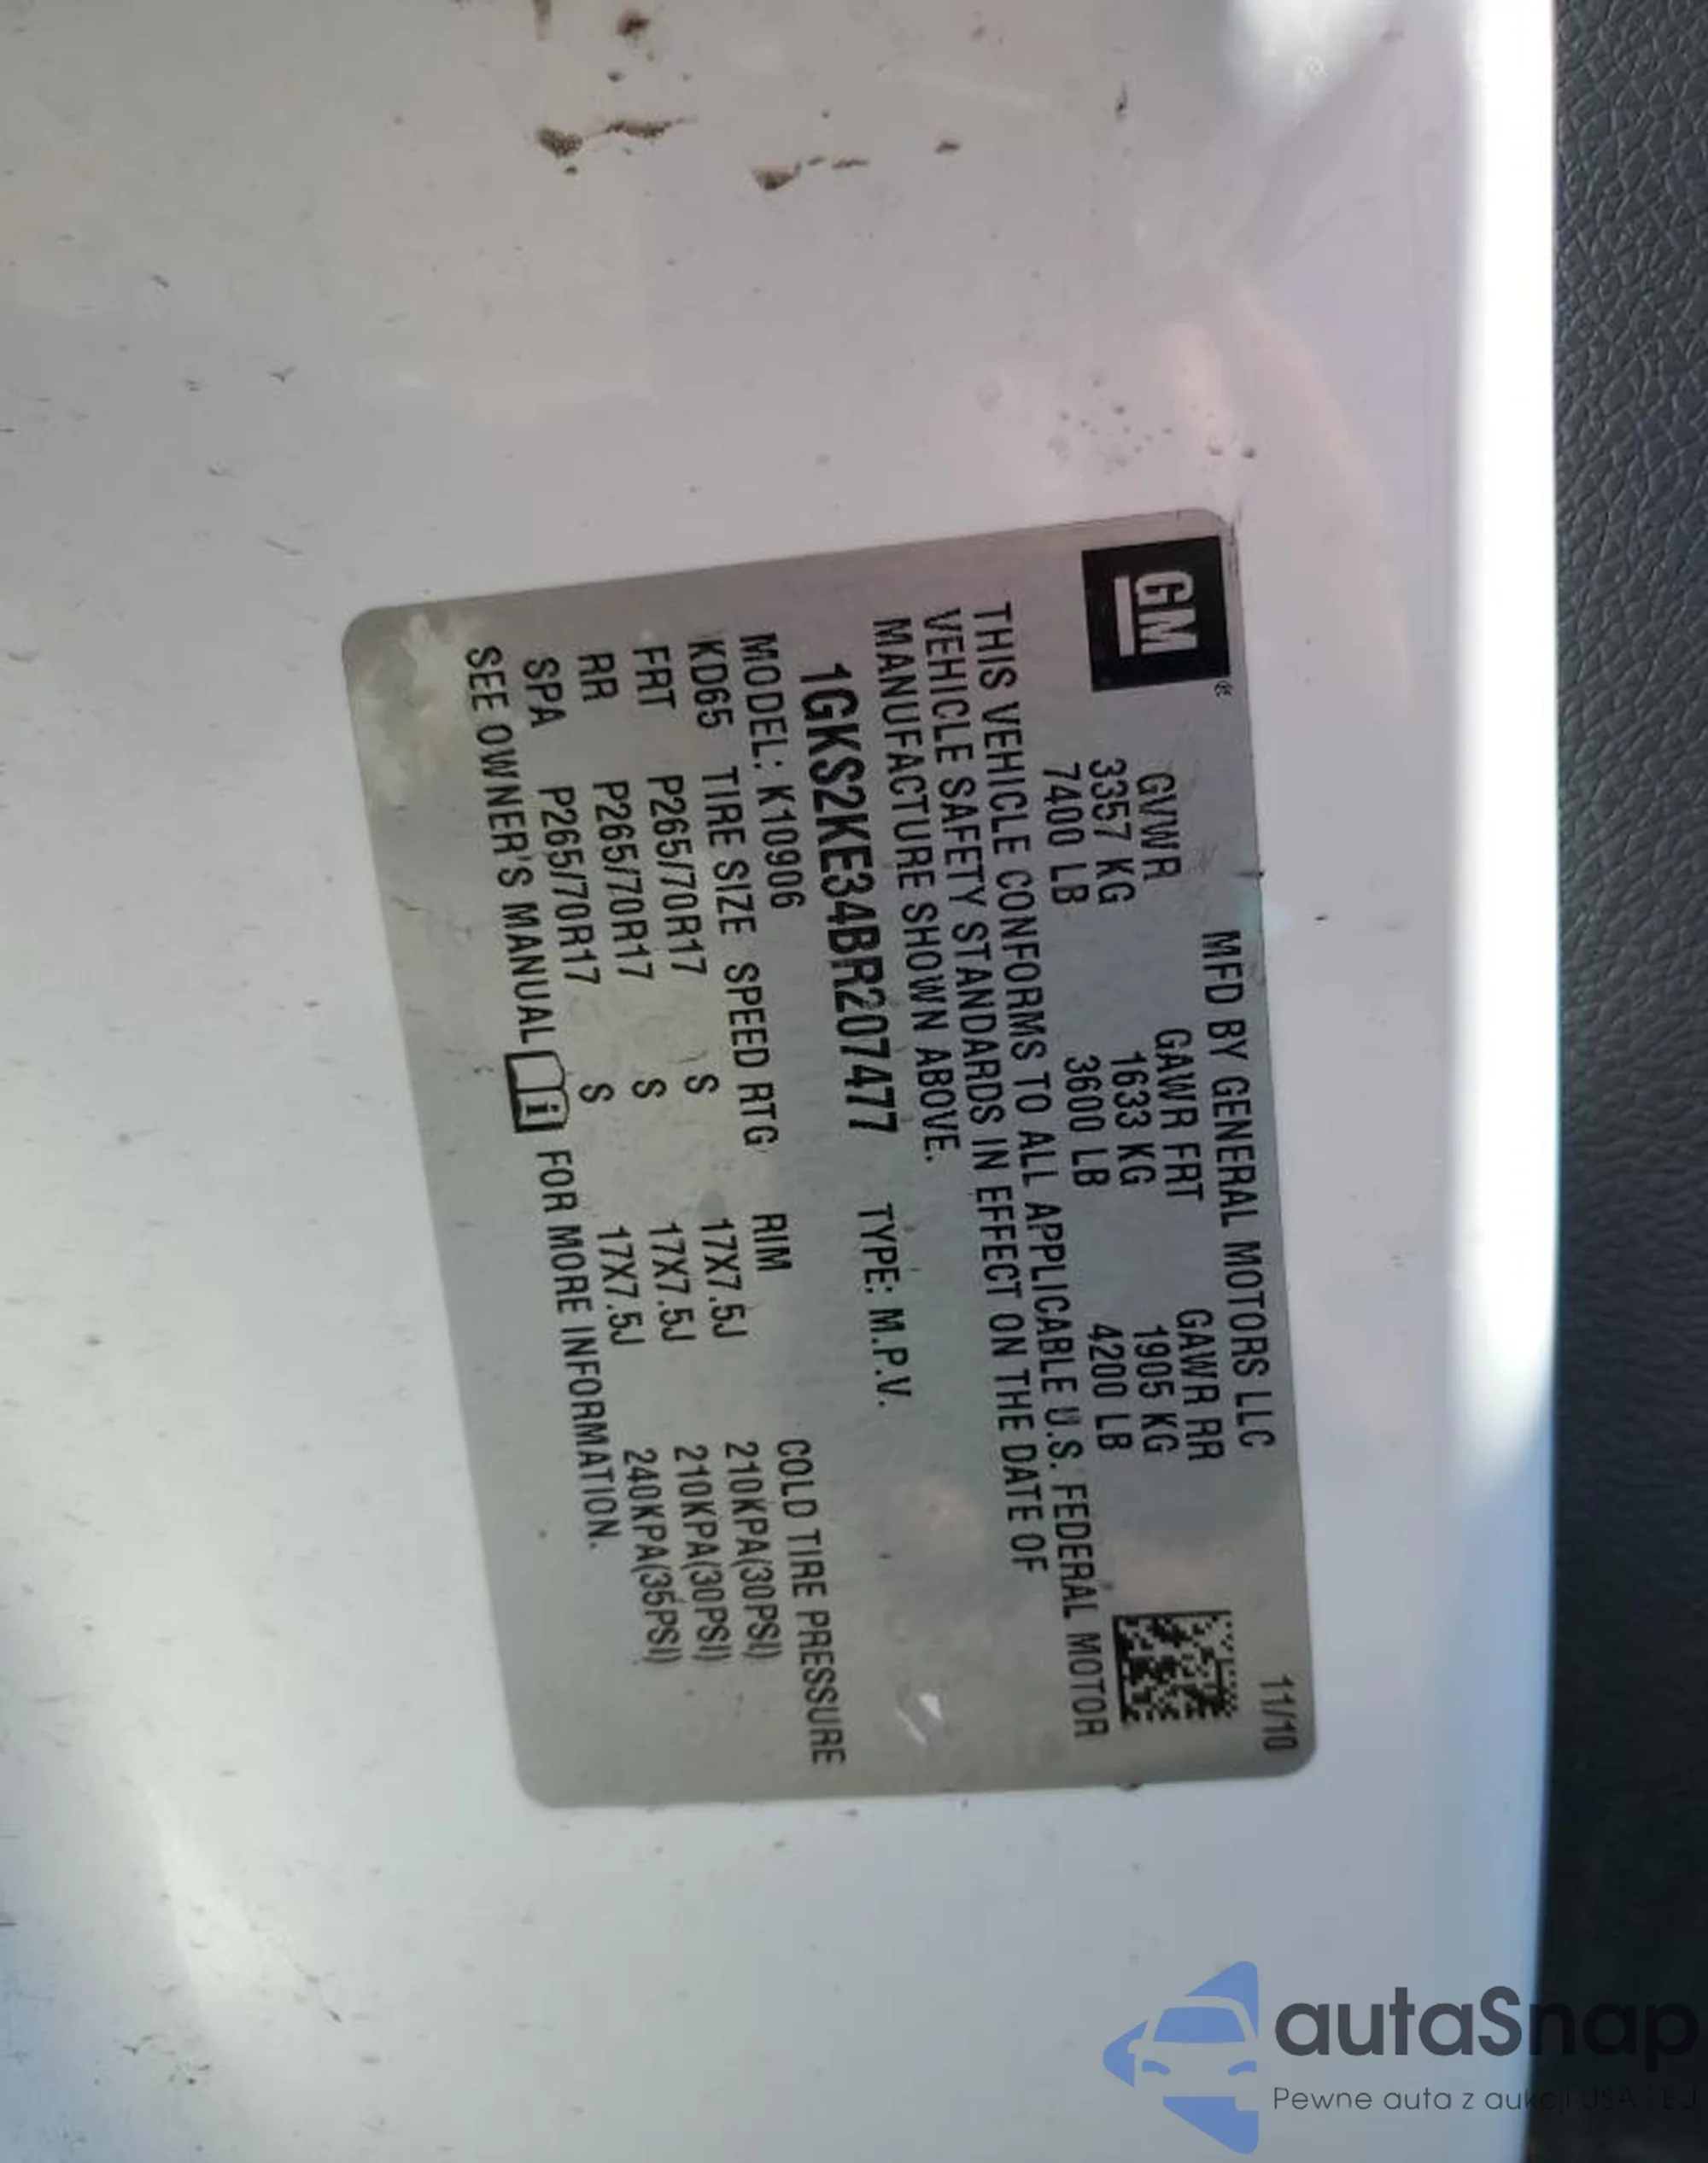 GM®
MFD BY GENERAL MOTORS LLC 11/10
GVWR GAWR FRT GAWR RR
3357 KG 1633 KG 1905 KG
7400 LB 3600 LB 4200 LB
THIS VEHICLE CONFORMS TO ALL APPLICABLE U.S. FEDERAL MOTOR
VEHICLE SAFETY STANDARDS IN EFFECT ON THE DATE OF
MANUFACTURE SHOWN ABOVE.
1GKS2KE34BR207477 TYPE: M.P.V.
MODEL: K10906
KD65 TIRE SIZE SPEED RTG RIM COLD TIRE PRESSURE
FRT P265/70R17 S 17X7.5J 210KPA(30PSI)
RR P265/70R17 S 17X7.5J 210KPA(30PSI)
SPA P265/70R17 S 17X7.5J 240KPA(35PSI)
SEE OWNER'S MANUAL i FOR MORE INFORMATION.
autaSnap
Pewne auta z aukcji